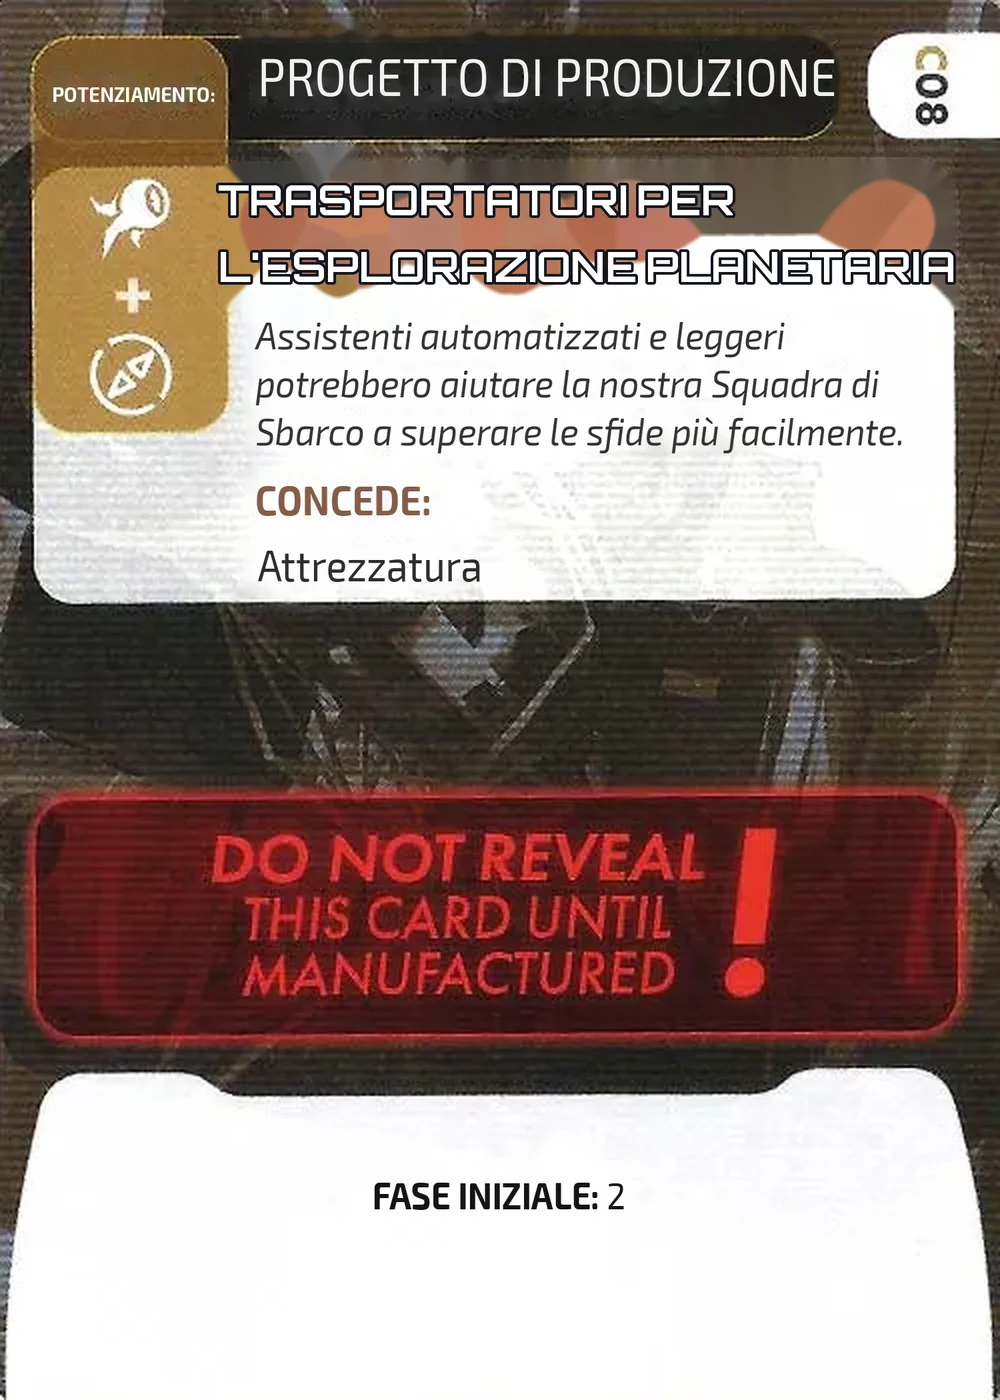 POTENZIAMENTO:
PROGETTO DI PRODUZIONE
C08
TRASPORTATORI PER
L'ESPLORAZIONE PLANETARIA
Assistenti automatizzati e leggeri
potrebbero aiutare la nostra Squadra di
Sbarco a superare le sfide più facilmente.
CONCEDE:
Attrezzatura
DO NOT REVEAL
THIS CARD UNTIL
MANUFACTURED
!
FASE INIZIALE: 2